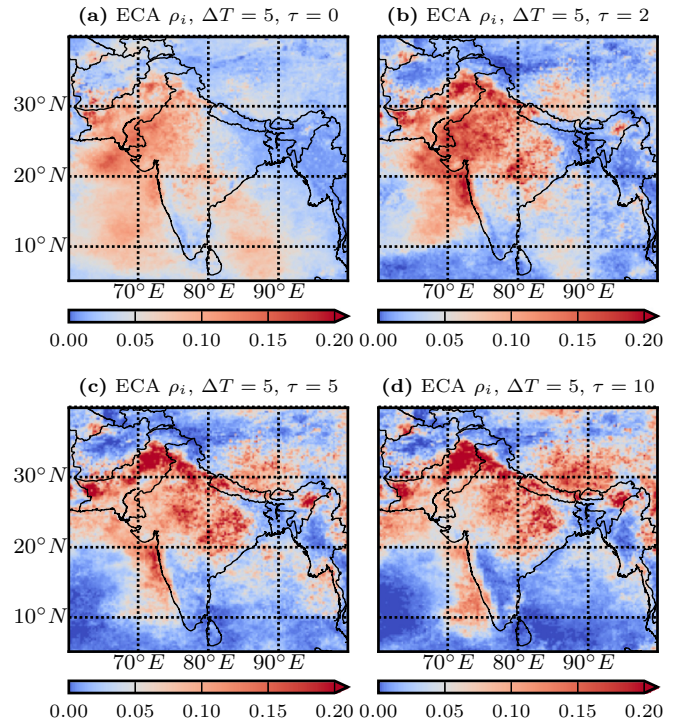 (a) ECA ρᵢ, ΔT = 5, τ = 0
(b) ECA ρᵢ, ΔT = 5, τ = 2
30°N
20°N
10°N
70°E 80°E 90°E
70°E 80°E 90°E
0.00 0.05 0.10 0.15 0.20
0.00 0.05 0.10 0.15 0.20
(c) ECA ρᵢ, ΔT = 5, τ = 5
(d) ECA ρᵢ, ΔT = 5, τ = 10
30°N
20°N
10°N
70°E 80°E 90°E
70°E 80°E 90°E
0.00 0.05 0.10 0.15 0.20
0.00 0.05 0.10 0.15 0.20